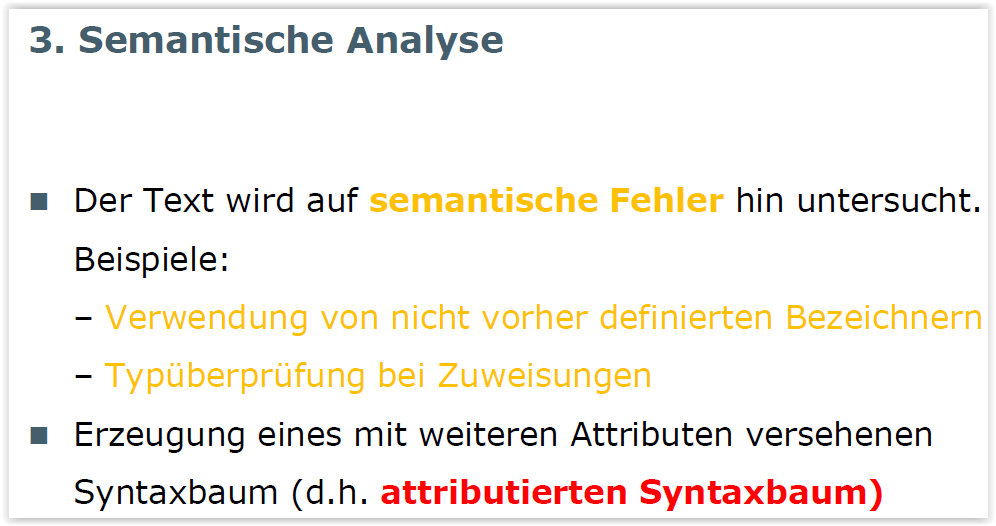 3. Semantische Analyse
Der Text wird auf semantische Fehler hin untersucht.
Beispiele:
– Verwendung von nicht vorher definierten Bezeichnern
– Typüberprüfung bei Zuweisungen
Erzeugung eines mit weiteren Attributen versehenen
Syntaxbaum (d.h. attributierten Syntaxbaum)